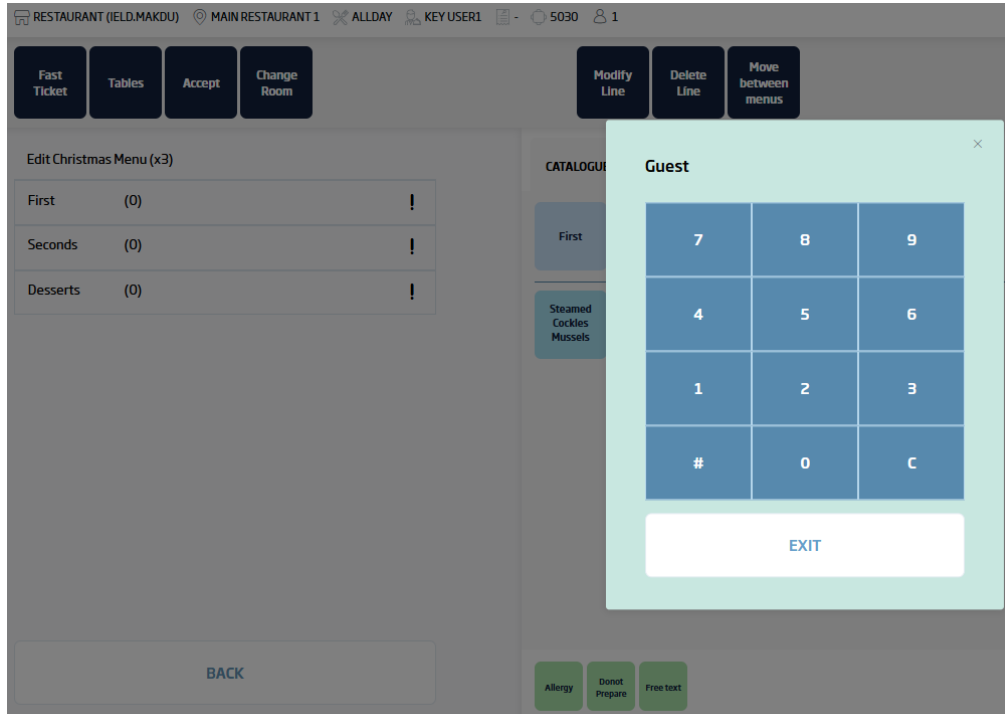 RESTAURANT (IELD.MAKDU) MAIN RESTAURANT 1 ALLDAY KEY USER1 - 5030 1
Fast
Ticket
Tables
Accept
Change
Room
Modify
Line
Delete
Line
Move
between
menus
Edit Christmas Menu (x3)
First (0) !
Seconds (0) !
Desserts (0) !
BACK
CATALOGU
First
Steamed
Cockles
Mussels
Guest
×
7 8 9
4 5 6
1 2 3
# 0 C
EXIT
Allergy
Donot
Prepare
Free text